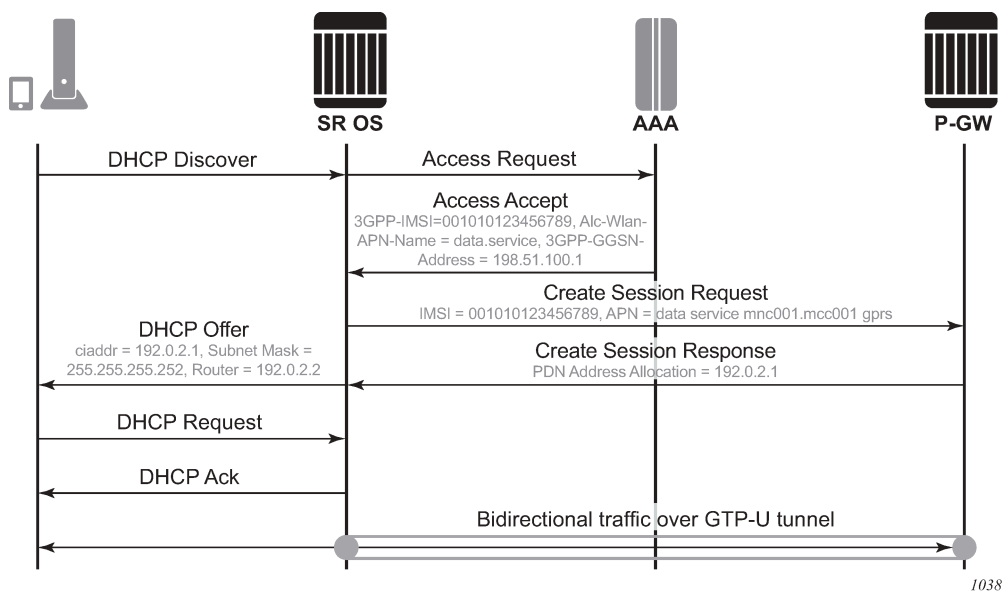 SR OS
AAA
P-GW
DHCP Discover
Access Request
Access Accept
3GPP-IMSI=001010123456789, Alc-Wlan-
APN-Name = data.service, 3GPP-GGSN-
Address = 198.51.100.1
Create Session Request
IMSI = 001010123456789, APN = data service mnc001.mcc001 gprs
DHCP Offer
ciaddr = 192.0.2.1, Subnet Mask =
255.255.255.252, Router = 192.0.2.2
Create Session Response
PDN Address Allocation = 192.0.2.1
DHCP Request
DHCP Ack
Bidirectional traffic over GTP-U tunnel
1038